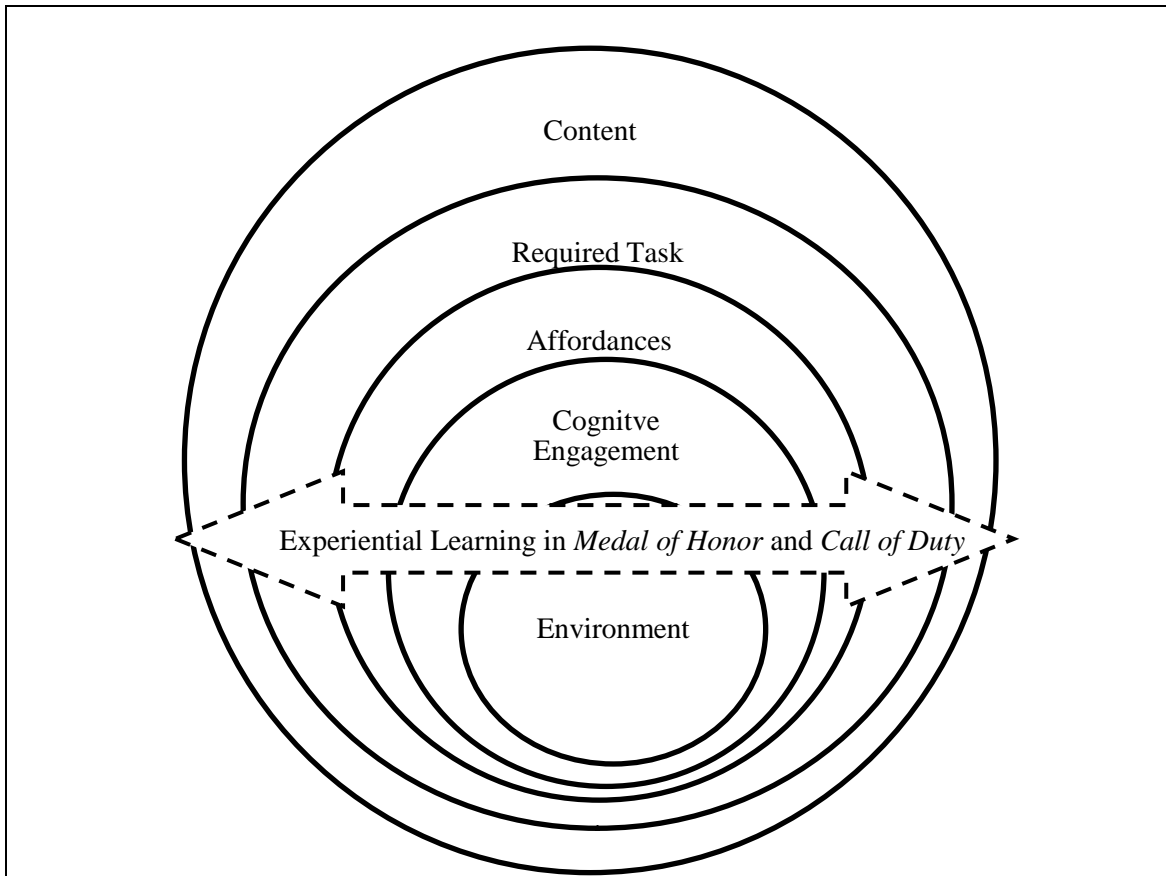 Content
Required Task
Affordances
Cognitve
Engagement
Experiential Learning in Medal of Honor and Call of Duty
Environment